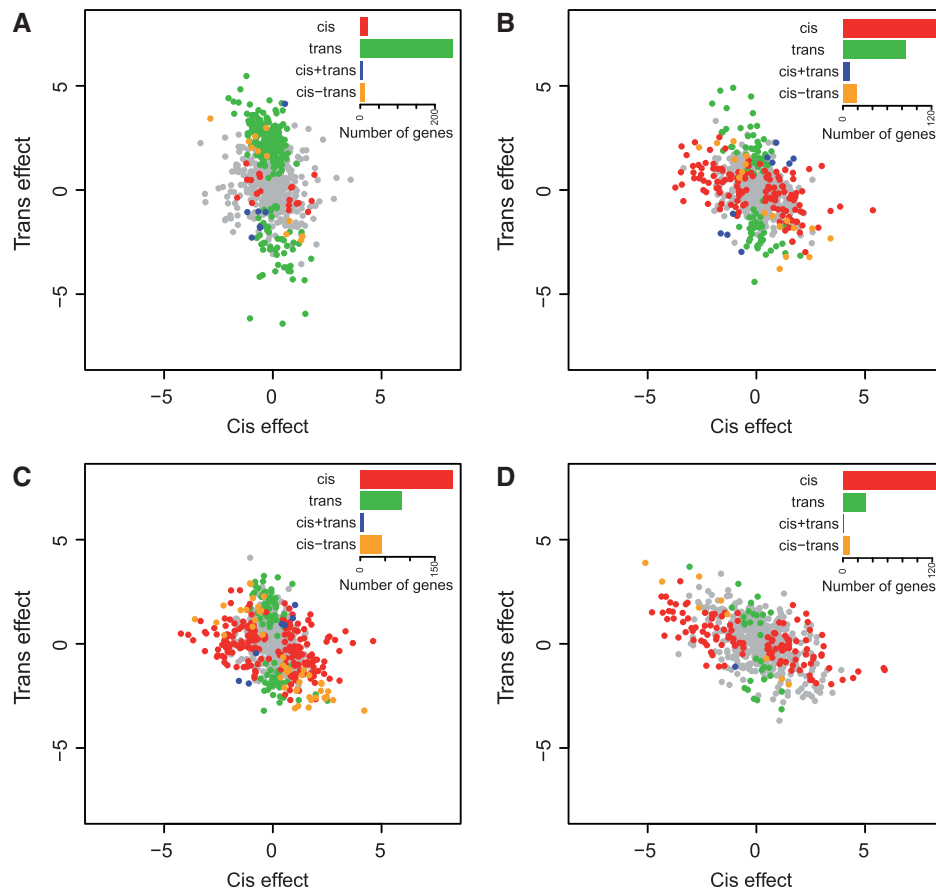 A
cis
trans
cis+trans
cis−trans
0
200
Number of genes
5
0
−5
Trans effect
−5
0
5
Cis effect
B
cis
trans
cis+trans
cis−trans
0
120
Number of genes
5
0
−5
Trans effect
−5
0
5
Cis effect
C
cis
trans
cis+trans
cis−trans
0
150
Number of genes
5
0
−5
Trans effect
−5
0
5
Cis effect
D
cis
trans
cis+trans
cis−trans
0
120
Number of genes
5
0
−5
Trans effect
−5
0
5
Cis effect